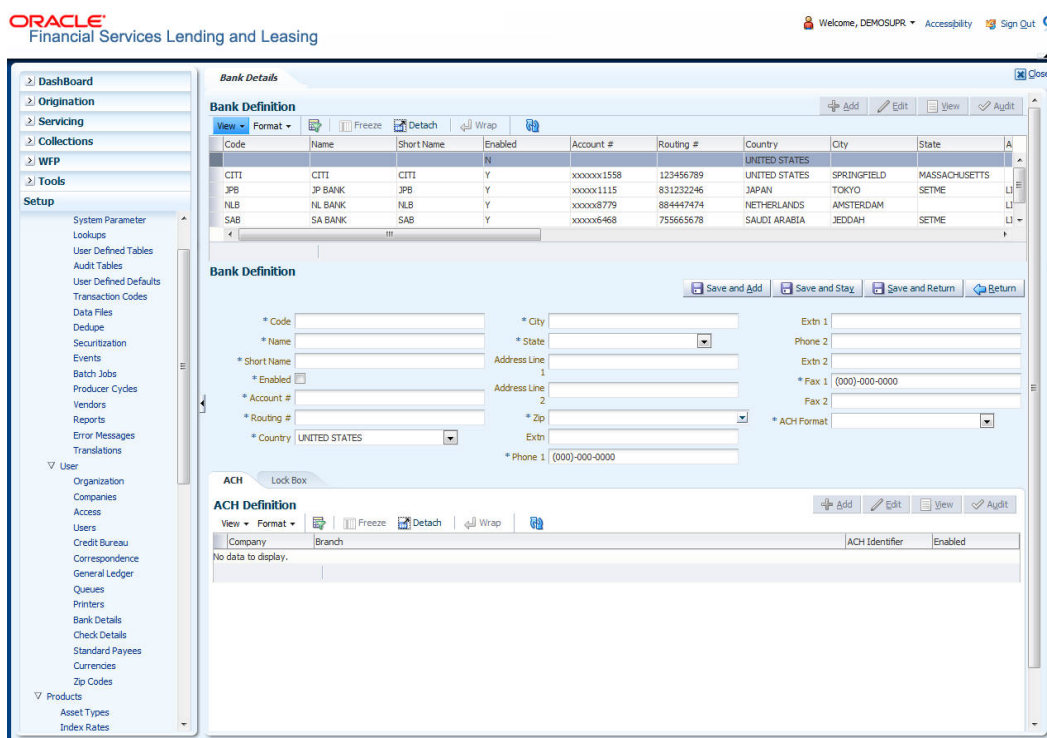 ORACLE
Financial Services Lending and Leasing
Welcome, DEMOSUPR Accessibility Sign Out
DashBoard
Origination
Servicing
Collections
WFP
Tools
Setup
System Parameter
Lookups
User Defined Tables
Audit Tables
User Defined Defaults
Transaction Codes
Data Files
Dedupe
Securitization
Events
Batch Jobs
Producer Cycles
Vendors
Reports
Error Messages
Translations
User
Organization
Companies
Access
Users
Credit Bureau
Correspondence
General Ledger
Queues
Printers
Bank Details
Check Details
Standard Payees
Currencies
Zip Codes
Products
Asset Types
Index Rates
Bank Details
Close
Bank Definition
Add Edit View Audit
View Format Freeze Detach Wrap
Code Name Short Name Enabled Account # Routing # Country City State A
N UNITED STATES
CITI CITI CITI Y xxxxxx1558 123456789 UNITED STATES SPRINGFIELD MASSACHUSETTS
JPB JP BANK JPB Y xxxxx1115 831232246 JAPAN TOKYO SETME LI
NLB NL BANK NLB Y xxxxx8779 884447474 NETHERLANDS AMSTERDAM LI
SAB SA BANK SAB Y xxxxx6468 755665678 SAUDI ARABIA JEDDAH SETME LI
Bank Definition
Save and Add Save and Stay Save and Return Return
* Code
* Name
* Short Name
* Enabled
* Account #
* Routing #
* Country UNITED STATES
* City
* State
Address Line
1
Address Line
2
* Zip
Extn
* Phone 1 (000)-000-0000
Extn 1
Phone 2
Extn 2
* Fax 1 (000)-000-0000
Fax 2
* ACH Format
ACH Lock Box
ACH Definition
Add Edit View Audit
View Format Freeze Detach Wrap
Company Branch ACH Identifier Enabled
No data to display.